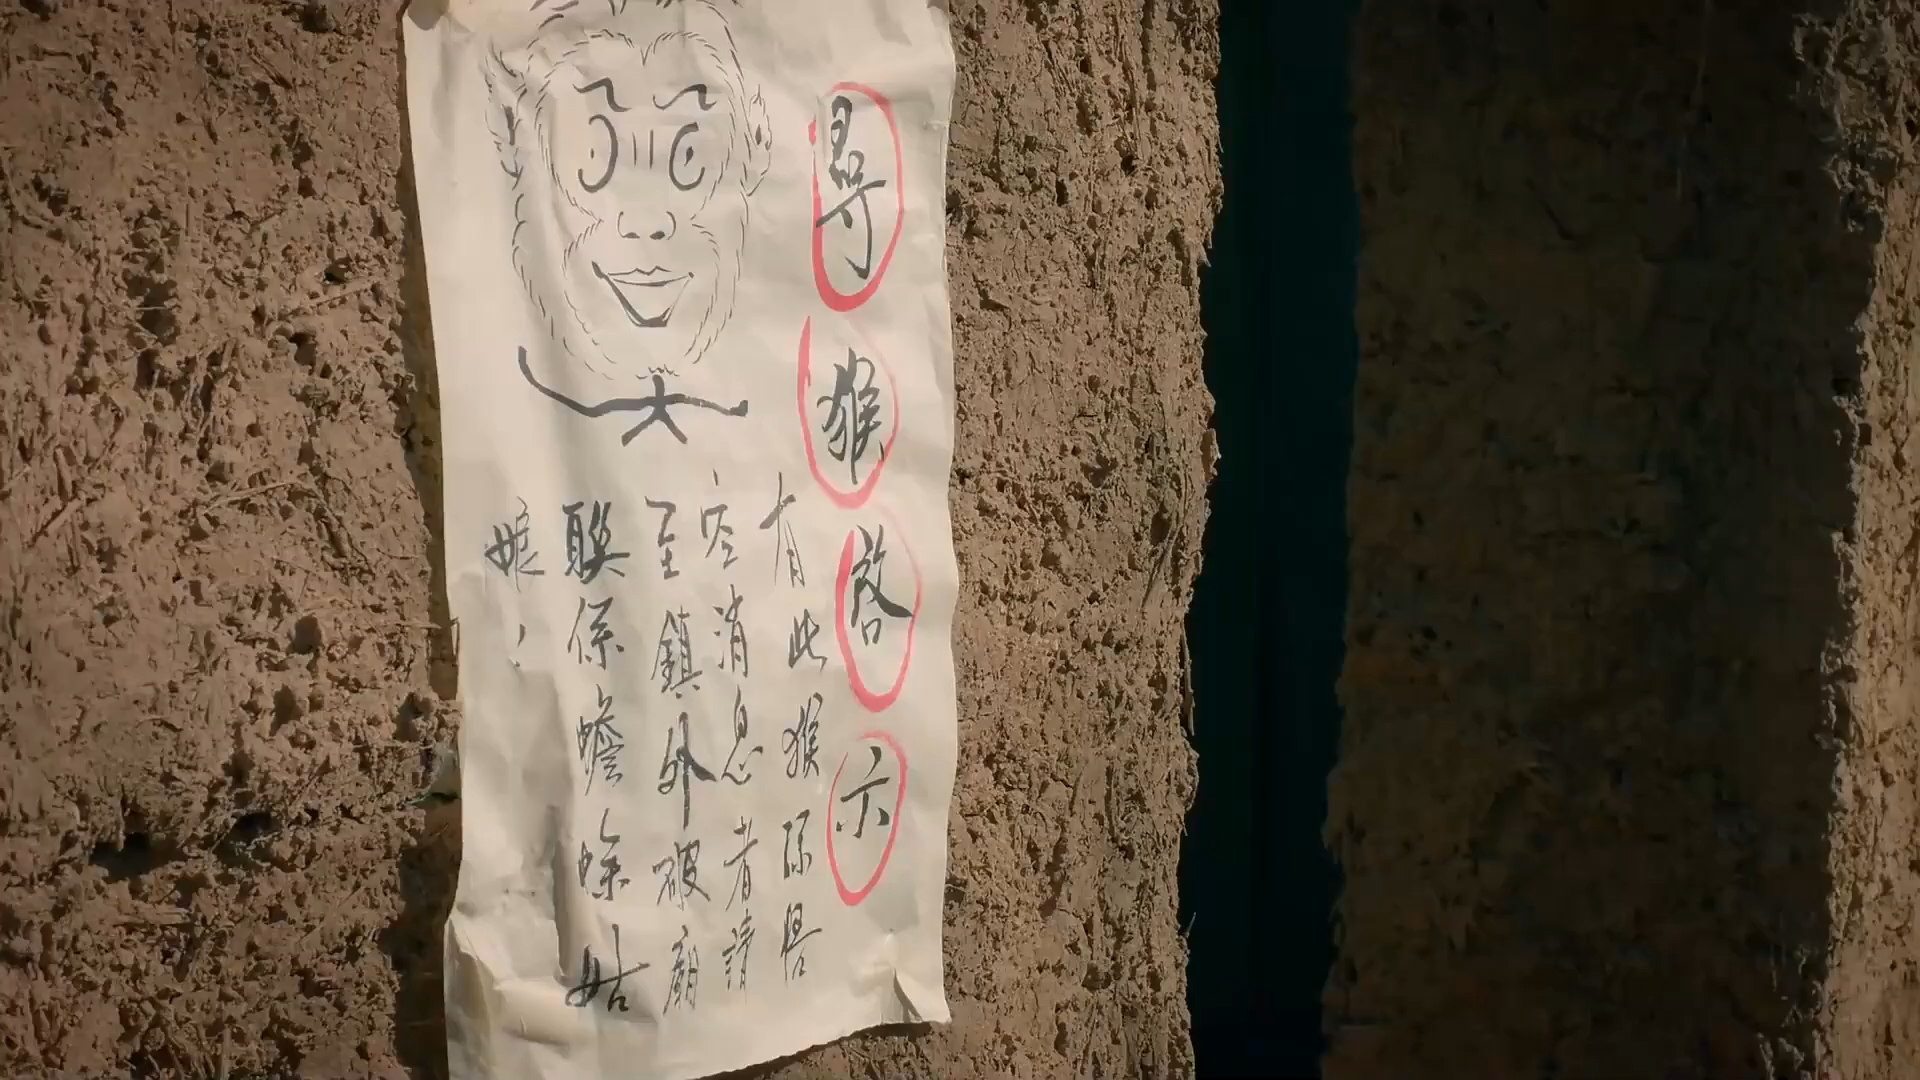 尋猴啓示
有此猴孫悟
空消息者請
至鎮外破廟
聯係蟾蜍姑
娘，